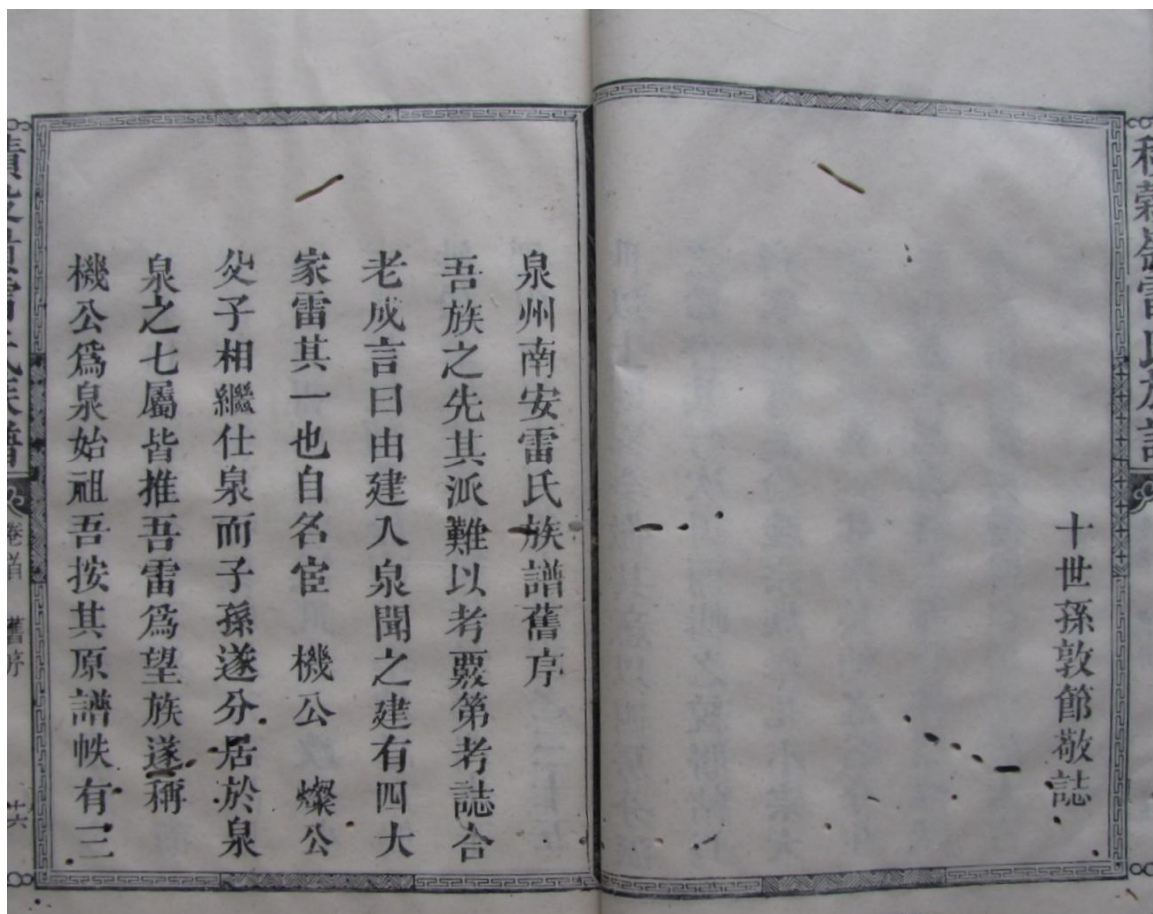 十世孫敦節敬誌
泉州南安雷氏族譜舊序
吾族之先其派難以考覈第考誌合
老成言曰由建入泉聞之建有四大
家雷其一也自名宦 機公 燦公
父子相繼仕泉而子孫遂分居於泉
泉之七屬皆推吾雷爲望族遂稱
機公爲泉始祖吾按其原譜帙有三
卷首 舊序